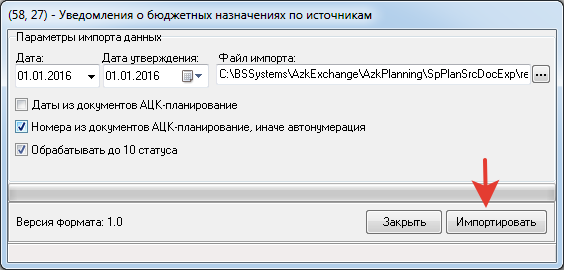 (58, 27) - Уведомления о бюджетных назначениях по источникам
Параметры импорта данных
Дата: Дата утверждения: Файл импорта:
01.01.2016 01.01.2016 C:\BSSystems\AzkExchange\AzkPlanning\SpPlanSrcDocExp\re ...
Даты из документов АЦК-планирование
Номера из документов АЦК-планирование, иначе автонумерация
Обрабатывать до 10 статуса
Версия формата: 1.0 Закрыть Импортировать